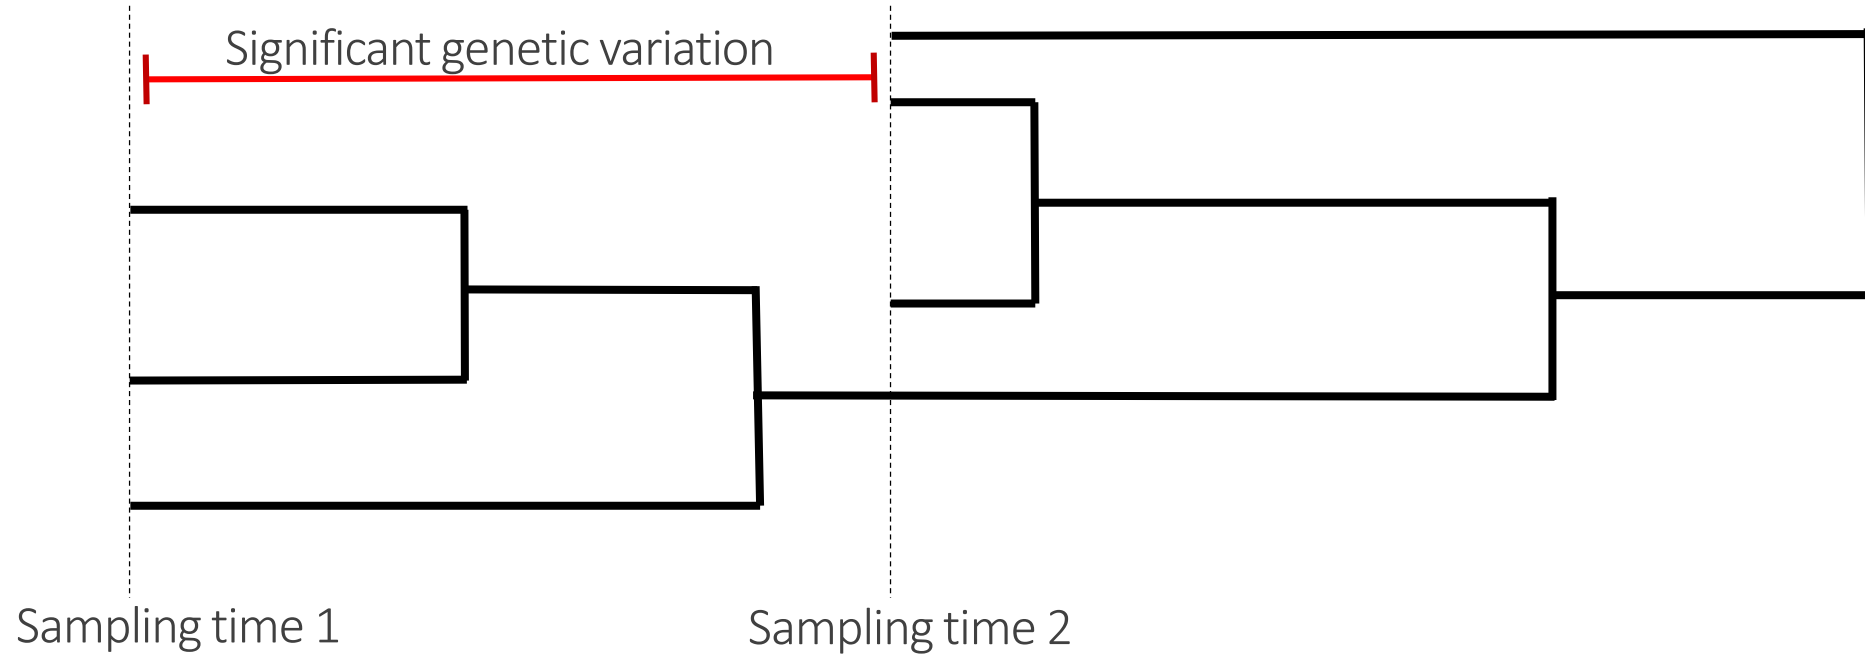 Significant genetic variation
Sampling time 1
Sampling time 2